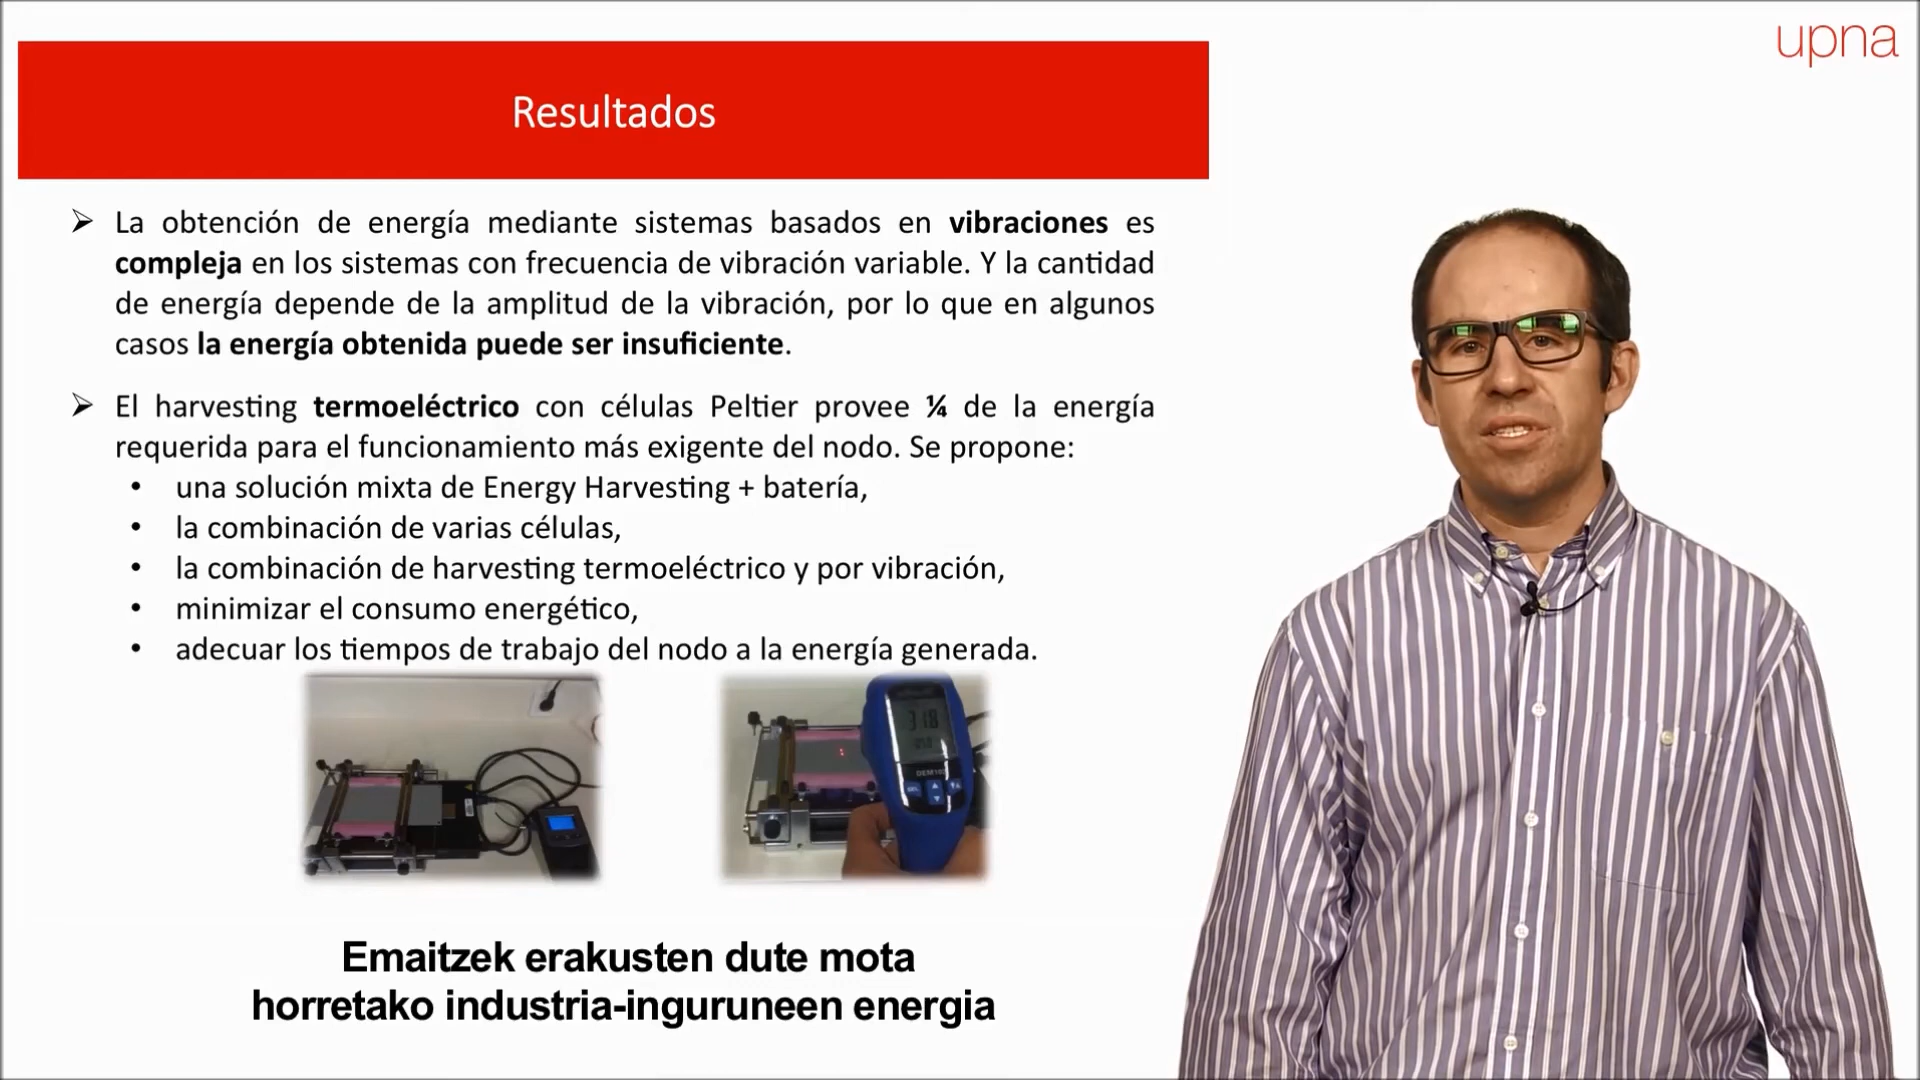 upna
Resultados
➢ La obtención de energía mediante sistemas basados en vibraciones es
compleja en los sistemas con frecuencia de vibración variable. Y la cantidad
de energía depende de la amplitud de la vibración, por lo que en algunos
casos la energía obtenida puede ser insuficiente.
➢ El harvesting termoeléctrico con células Peltier provee ¼ de la energía
requerida para el funcionamiento más exigente del nodo. Se propone:
• una solución mixta de Energy Harvesting + batería,
• la combinación de varias células,
• la combinación de harvesting termoeléctrico y por vibración,
• minimizar el consumo energético,
• adecuar los tiempos de trabajo del nodo a la energía generada.
Emaitzek erakusten dute mota
horretako industria-inguruneen energia